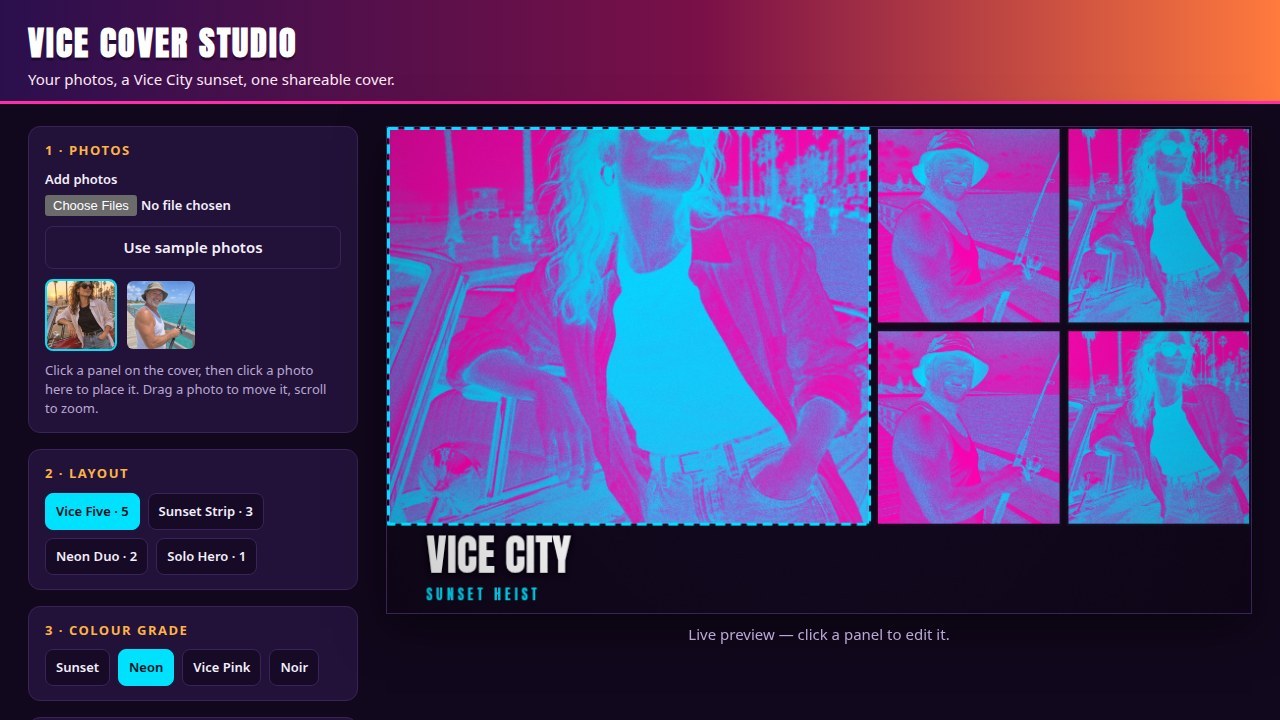 VICE COVER STUDIO
Your photos, a Vice City sunset, one shareable cover.
1 · PHOTOS
Add photos
Choose Files No file chosen
Use sample photos
Click a panel on the cover, then click a photo
here to place it. Drag a photo to move it, scroll
to zoom.
2 · LAYOUT
Vice Five · 5
Sunset Strip · 3
Neon Duo · 2
Solo Hero · 1
3 · COLOUR GRADE
Sunset
Neon
Vice Pink
Noir
VICE CITY
SUNSET HEIST
Live preview — click a panel to edit it.